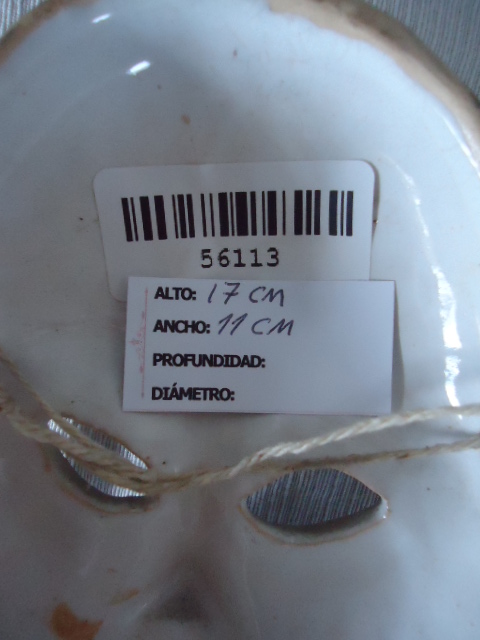 56113
ALTO: 17 CM
ANCHO: 11 CM
PROFUNDIDAD:
DIÁMETRO: